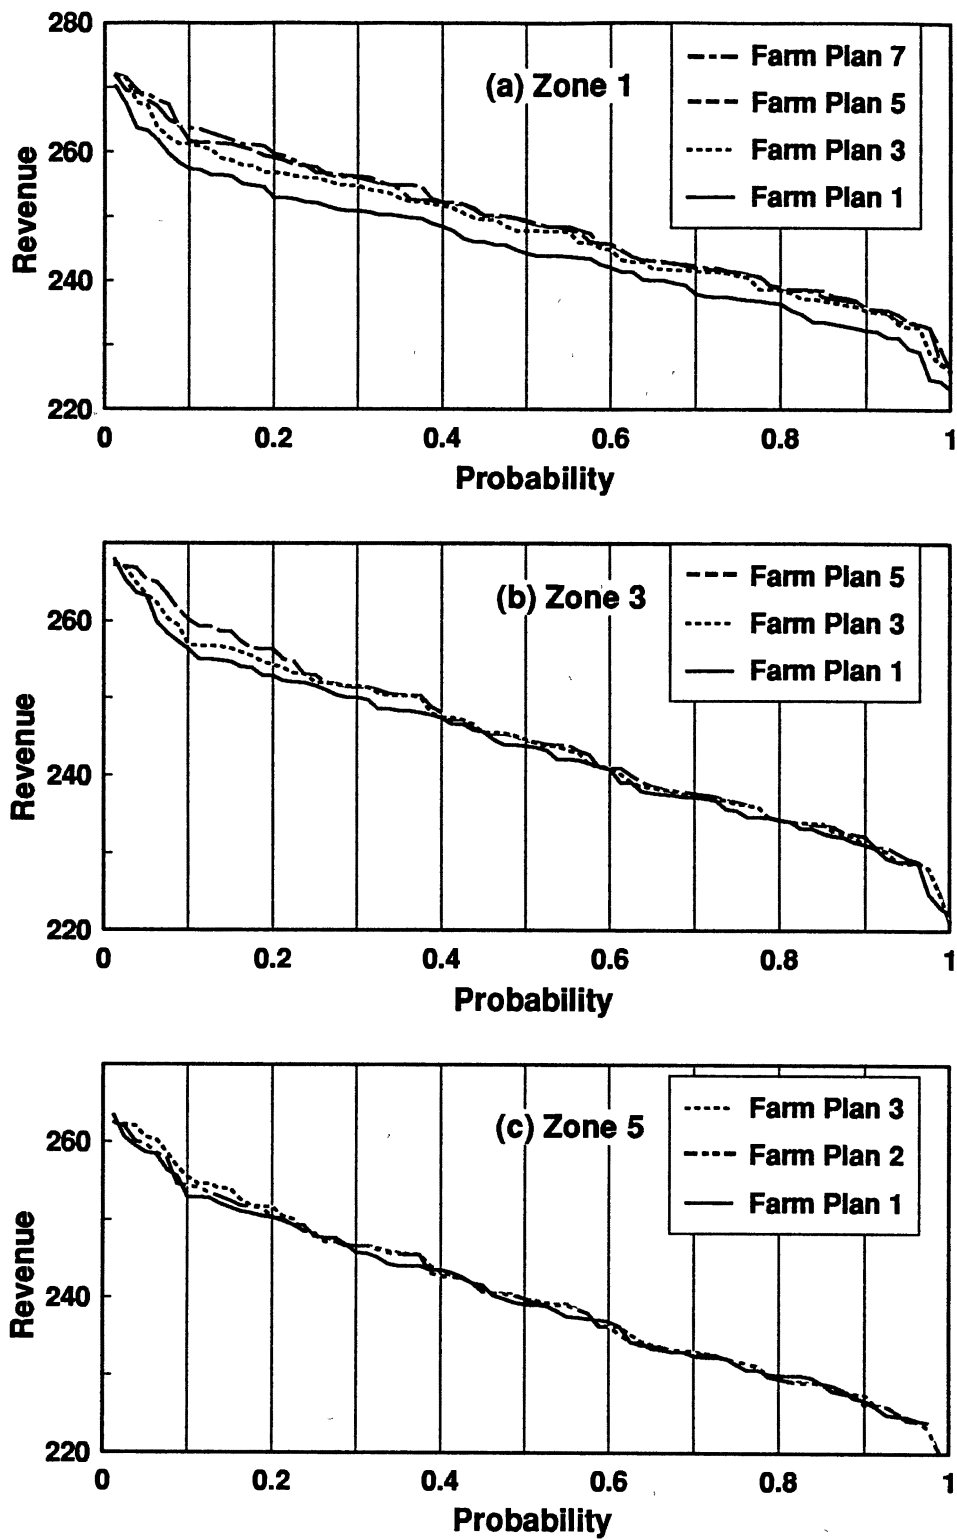 280
(a) Zone 1
Farm Plan 7
Farm Plan 5
Farm Plan 3
Farm Plan 1
260
240
220
Revenue
0
0.2
0.4
0.6
0.8
1
Probability
(b) Zone 3
Farm Plan 5
Farm Plan 3
Farm Plan 1
260
240
220
Revenue
0
0.2
0.4
0.6
0.8
1
Probability
(c) Zone 5
Farm Plan 3
Farm Plan 2
Farm Plan 1
260
240
220
Revenue
0
0.2
0.4
0.6
0.8
1
Probability